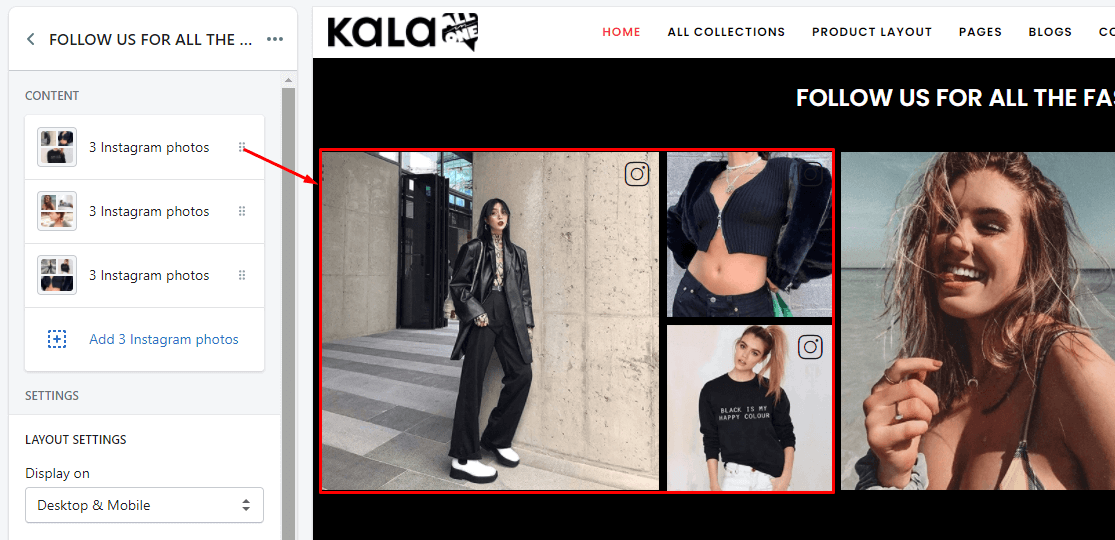 FOLLOW US FOR ALL THE ...
CONTENT
3 Instagram photos
3 Instagram photos
3 Instagram photos
Add 3 Instagram photos
SETTINGS
LAYOUT SETTINGS
Display on
Desktop & Mobile
KALA ALL ONE
HOME ALL COLLECTIONS PRODUCT LAYOUT PAGES BLOGS CO
FOLLOW US FOR ALL THE FAS
BLACK IS MY
HAPPY COLOUR